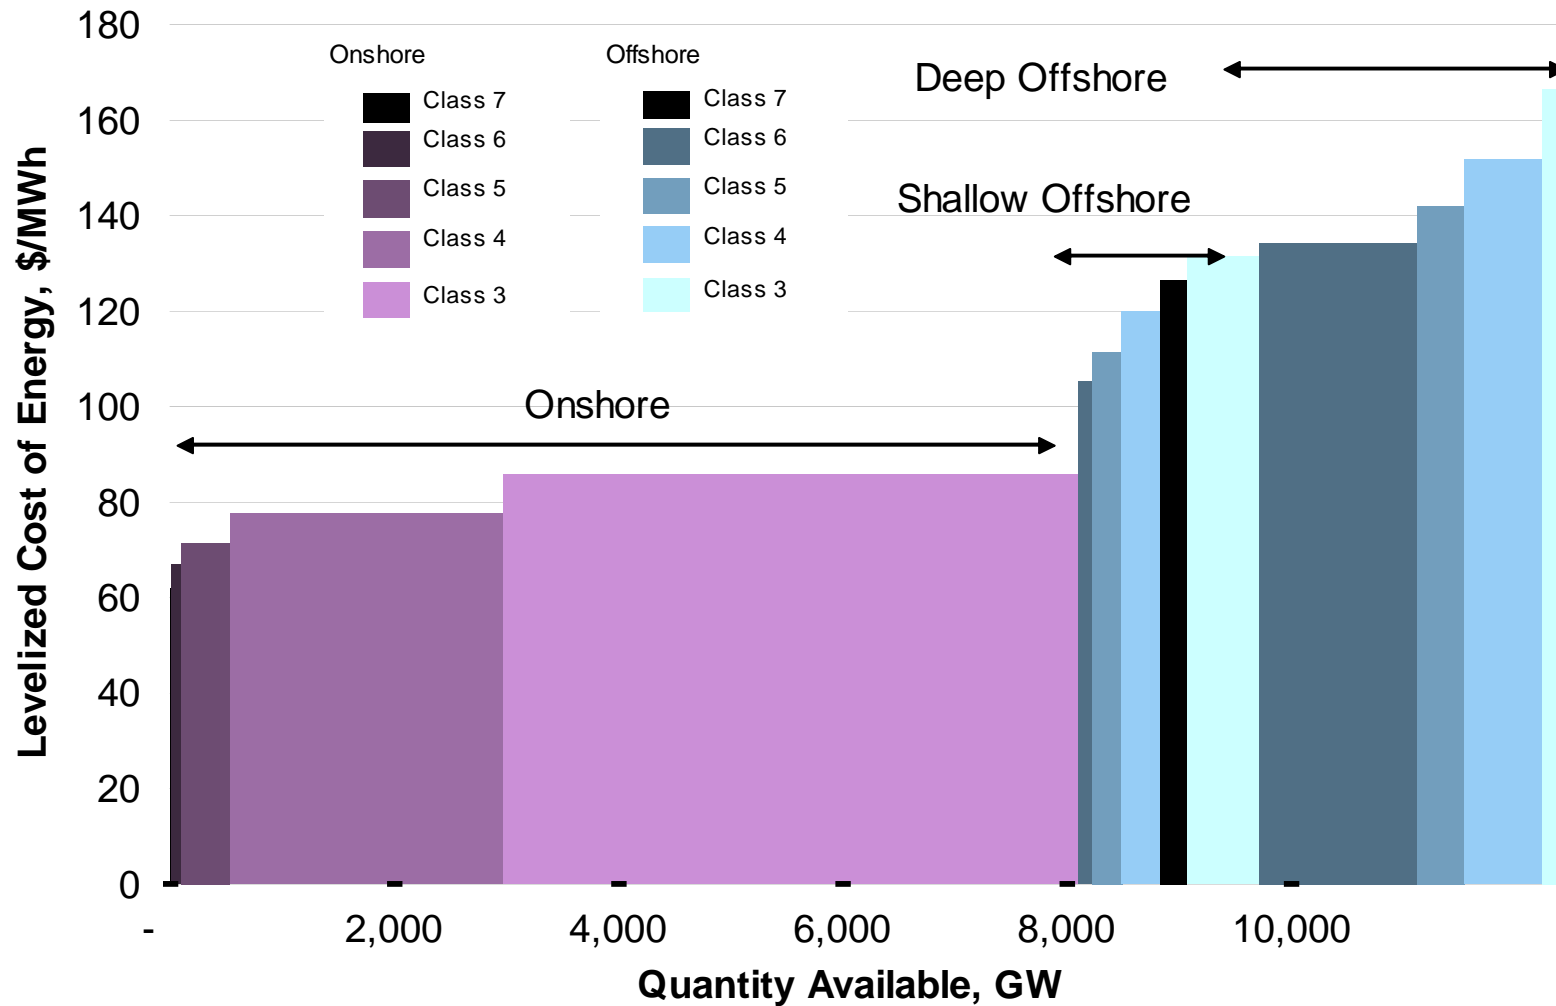 180
160
140
120
100
80
60
40
20
0
Levelized Cost of Energy, $/MWh
Onshore
Class 7
Class 6
Class 5
Class 4
Class 3
Offshore
Class 7
Class 6
Class 5
Class 4
Class 3
Deep Offshore
Shallow Offshore
Onshore
- 2,000 4,000 6,000 8,000 10,000
Quantity Available, GW